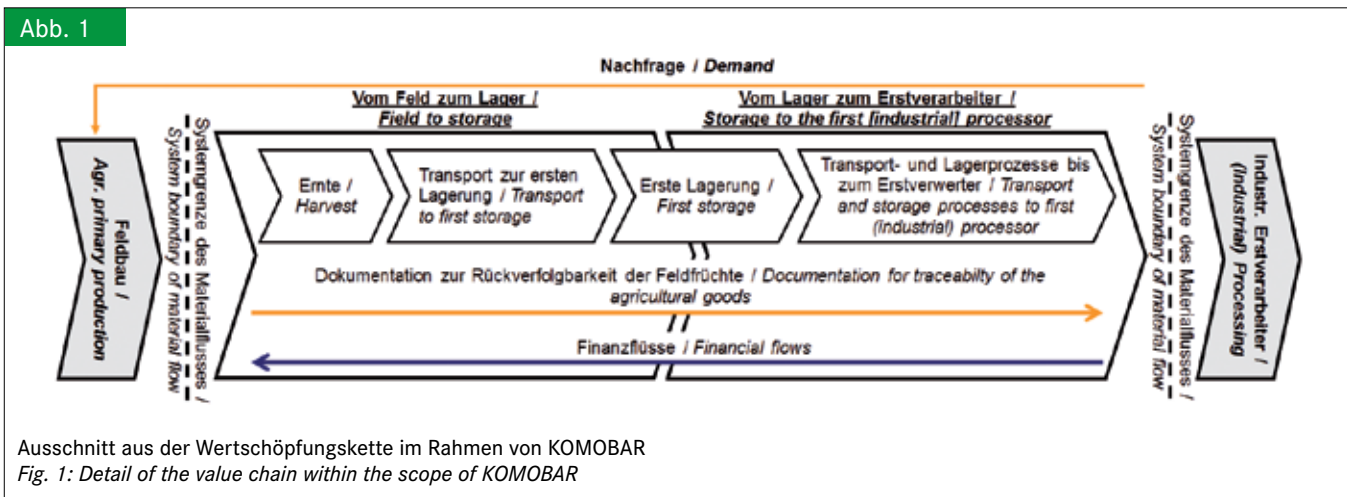 Abb. 1
Nachfrage / Demand
Vom Feld zum Lager /
Field to storage
Vom Lager zum Erstverarbeiter /
Storage to the first [industrial] processor
Feldbau /
Agr. primary production
Systemgrenze des Materialflusses /
System boundary of material flow
Ernte /
Harvest
Transport zur ersten
Lagerung / Transport
to first storage
Erste Lagerung /
First storage
Transport- und Lagerprozesse bis
zum Erstverwerter / Transport
and storage processes to first
(industrial) processor
Dokumentation zur Rückverfolgbarkeit der Feldfrüchte / Documentation for traceabilty of the
agricultural goods
Finanzflüsse / Financial flows
Systemgrenze des Materialflusses /
System boundary of material flow
Industr. Erstverarbeiter /
(Industrial) Processing
Ausschnitt aus der Wertschöpfungskette im Rahmen von KOMOBAR
Fig. 1: Detail of the value chain within the scope of KOMOBAR